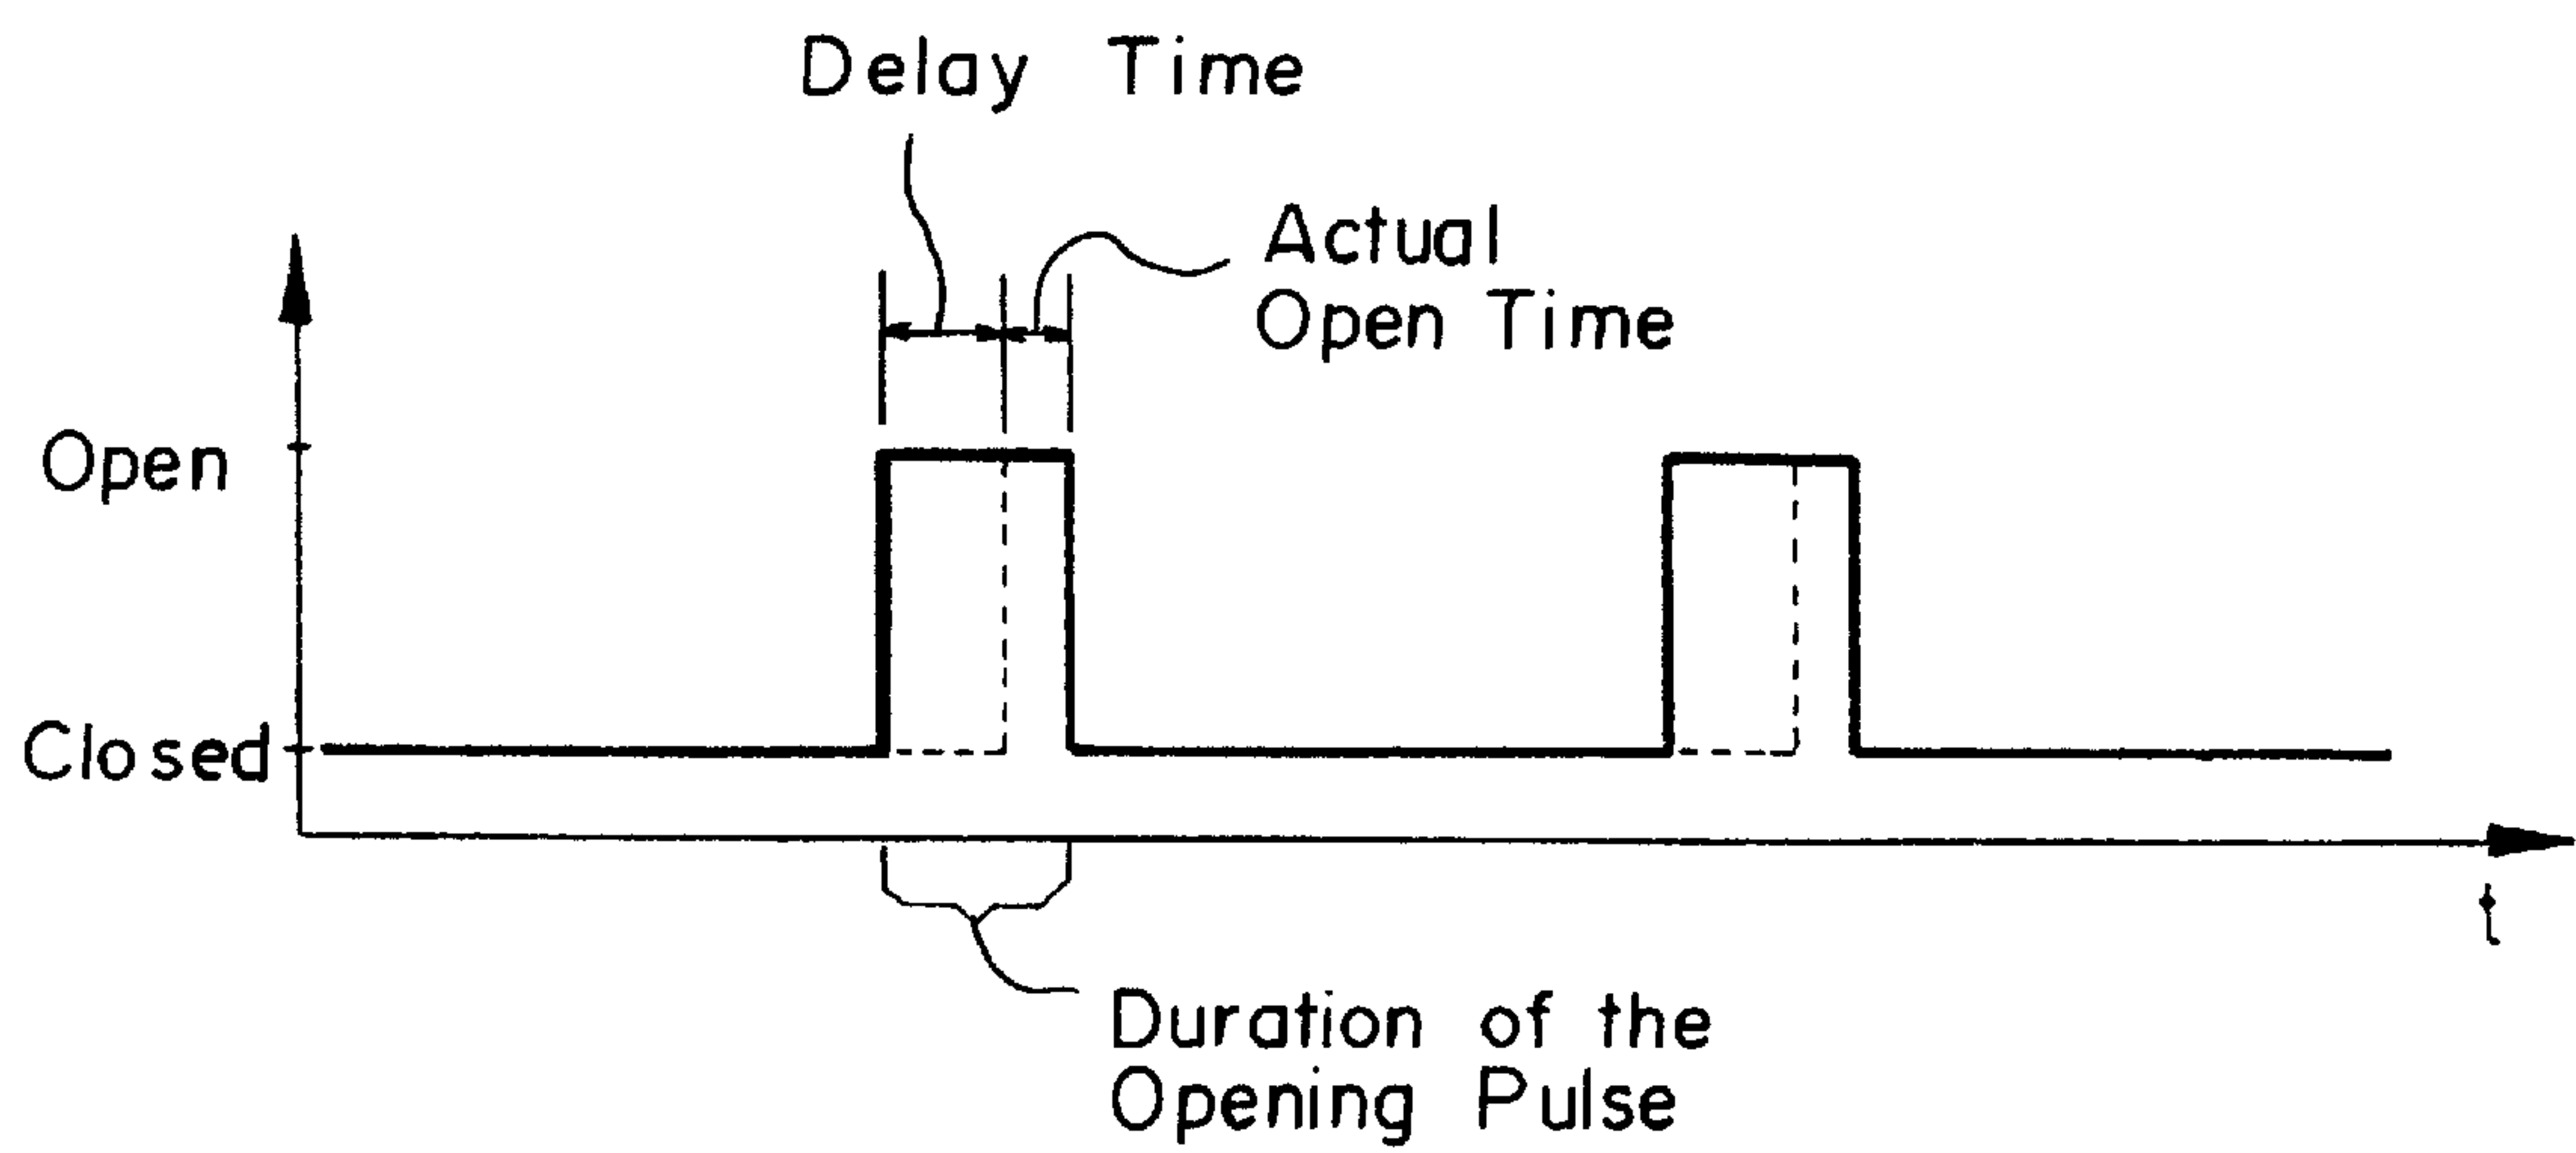 Delay Time
Actual
Open Time
Open
Closed
t
Duration of the
Opening Pulse